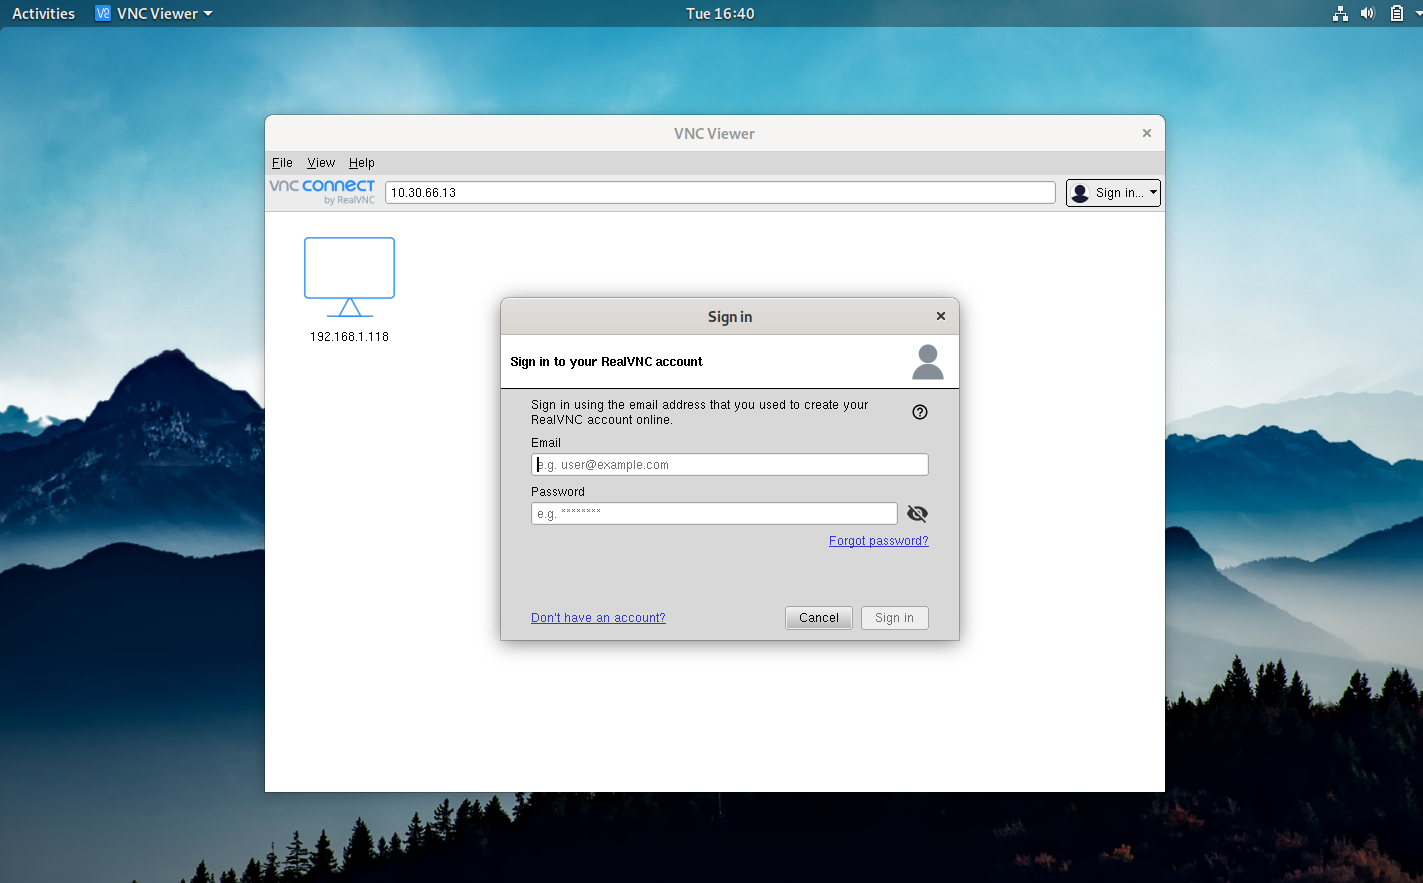 Activities VNC Viewer Tue 16:40
VNC Viewer
File View Help
vnc connect
by RealVNC
10.30.66.13
Sign in...
192.168.1.118
Sign in
Sign in to your RealVNC account
Sign in using the email address that you used to create your
RealVNC account online.
Email
e.g. user@example.com
Password
e.g. ********
Forgot password?
Don't have an account? Cancel Sign in